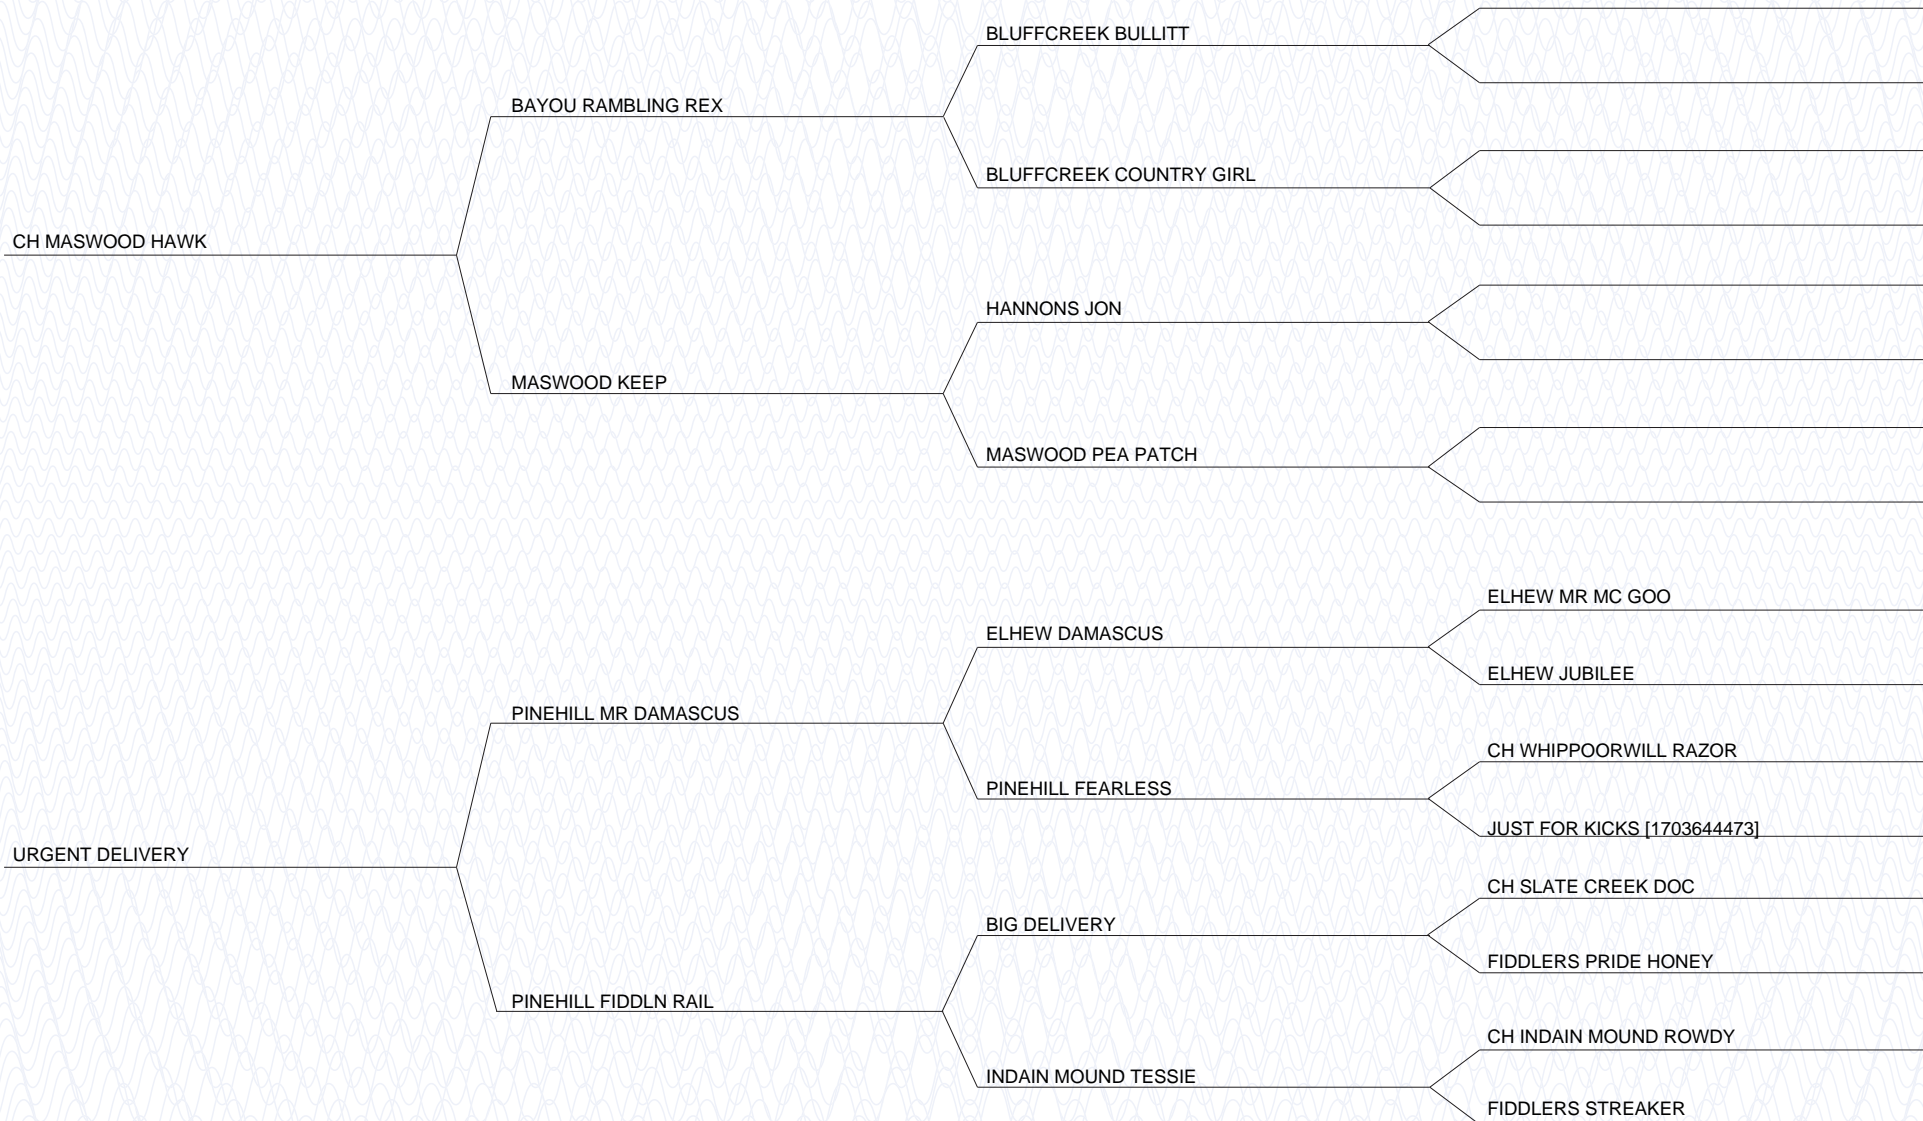 BLUFFCREEK BULLITT
BAYOU RAMBLING REX
BLUFFCREEK COUNTRY GIRL
CH MASWOOD HAWK
HANNONS JON
MASWOOD KEEP
MASWOOD PEA PATCH
ELHEW MR MC GOO
ELHEW DAMASCUS
ELHEW JUBILEE
PINEHILL MR DAMASCUS
CH WHIPPOORWILL RAZOR
PINEHILL FEARLESS
JUST FOR KICKS [1703644473]
URGENT DELIVERY
CH SLATE CREEK DOC
BIG DELIVERY
FIDDLERS PRIDE HONEY
PINEHILL FIDDLN RAIL
CH INDAIN MOUND ROWDY
INDAIN MOUND TESSIE
FIDDLERS STREAKER